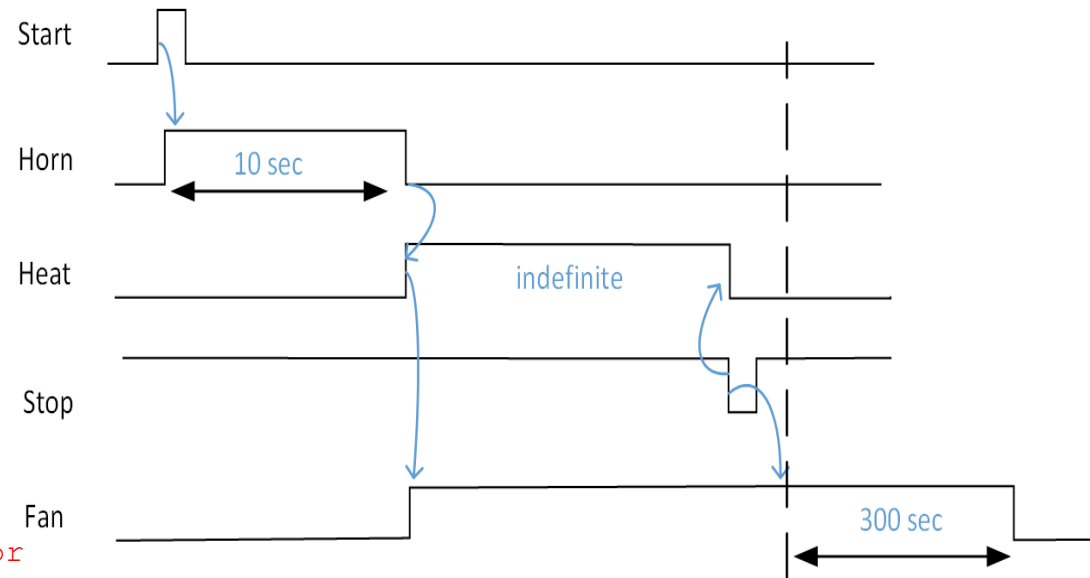 Start
Horn
10 sec
Heat
indefinite
Stop
Fan
300 sec